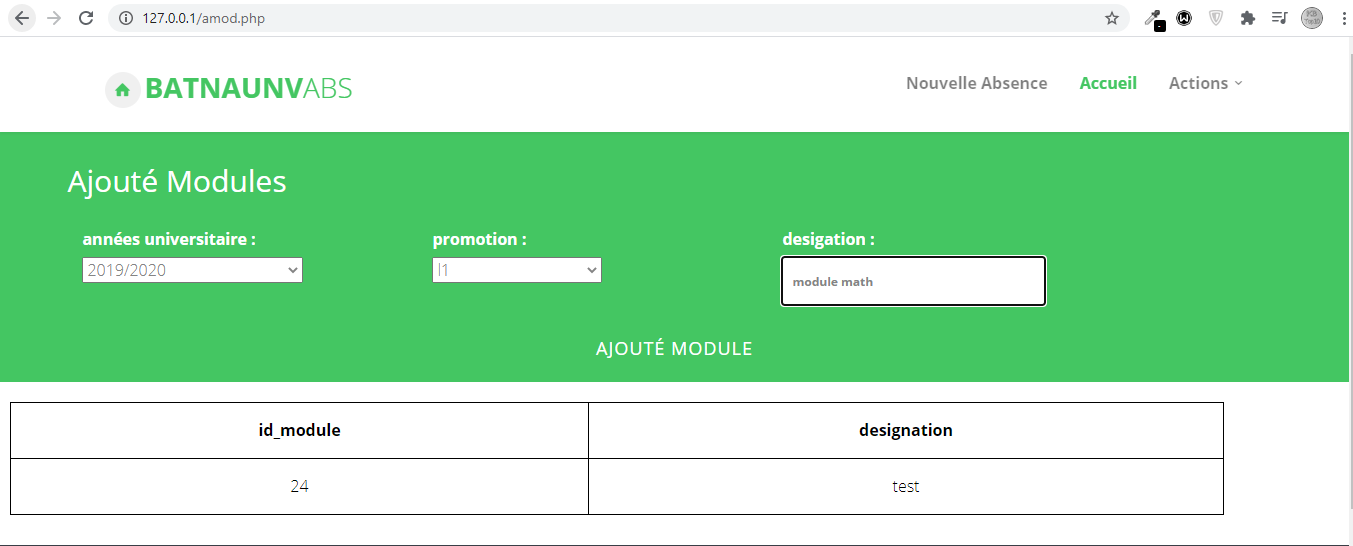 127.0.0.1/amod.php
BATNAUNVABS
Nouvelle Absence Accueil Actions
Ajouté Modules
années universitaire : promotion : desigation :
2019/2020 l1 module math
AJOUTÉ MODULE
id_module designation
24 test